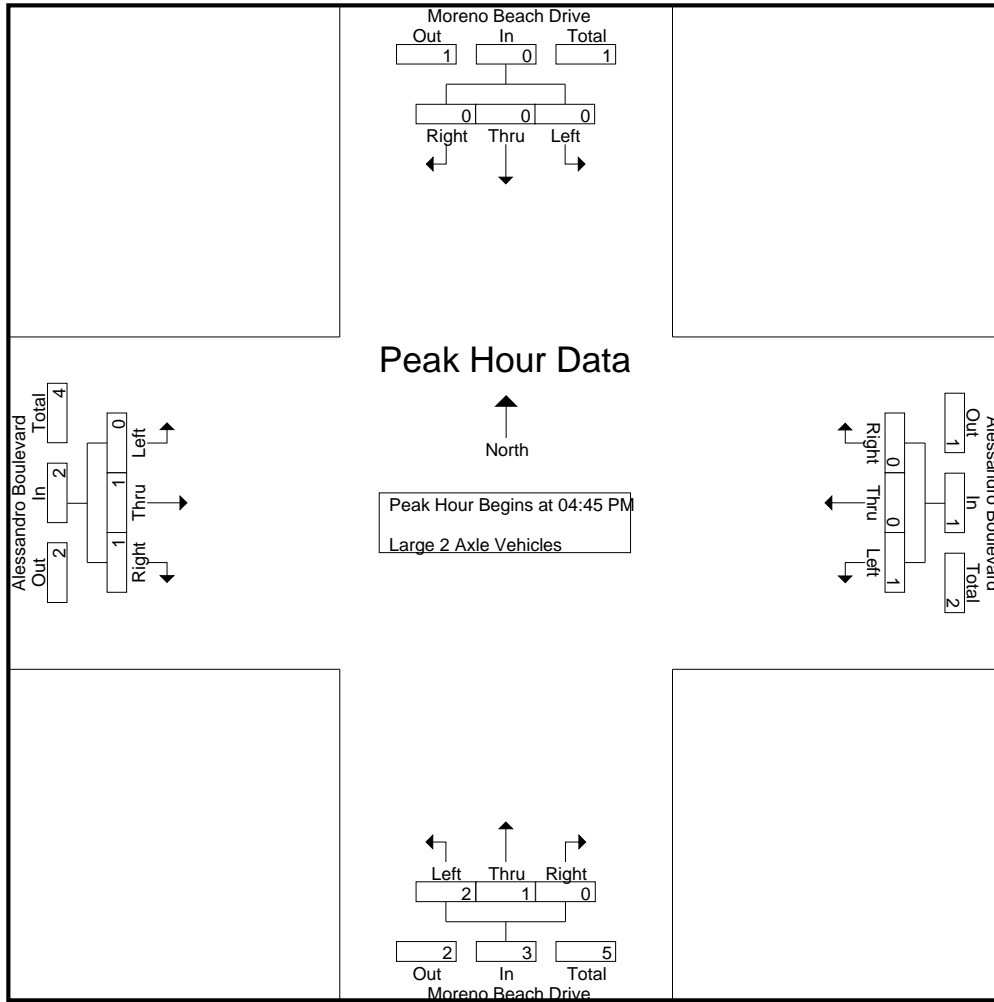 Moreno Beach Drive
Out In Total
1 0 1
0 0 0
Right Thru Left
Peak Hour Data
North
Peak Hour Begins at 04:45 PM
Large 2 Axle Vehicles
Alessandro Boulevard
Out In Total
2 2 4
Right Thru Left
1 1 0
Alessandro Boulevard
Out In Total
1 1 2
Right Thru Left
0 0 1
Left Thru Right
2 1 0
2 3 5
Out In Total
Moreno Beach Drive